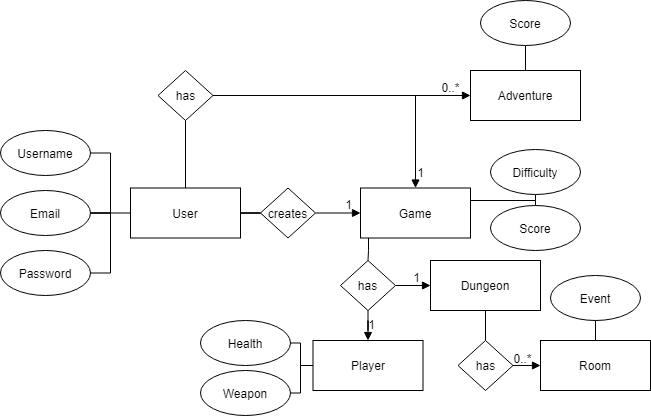 Score
has
0..*
Adventure
Username
Difficulty
1
Email
User
creates
1
Game
Score
Password
has
1
Dungeon
Event
1
Health
Player
has
0..*
Room
Weapon